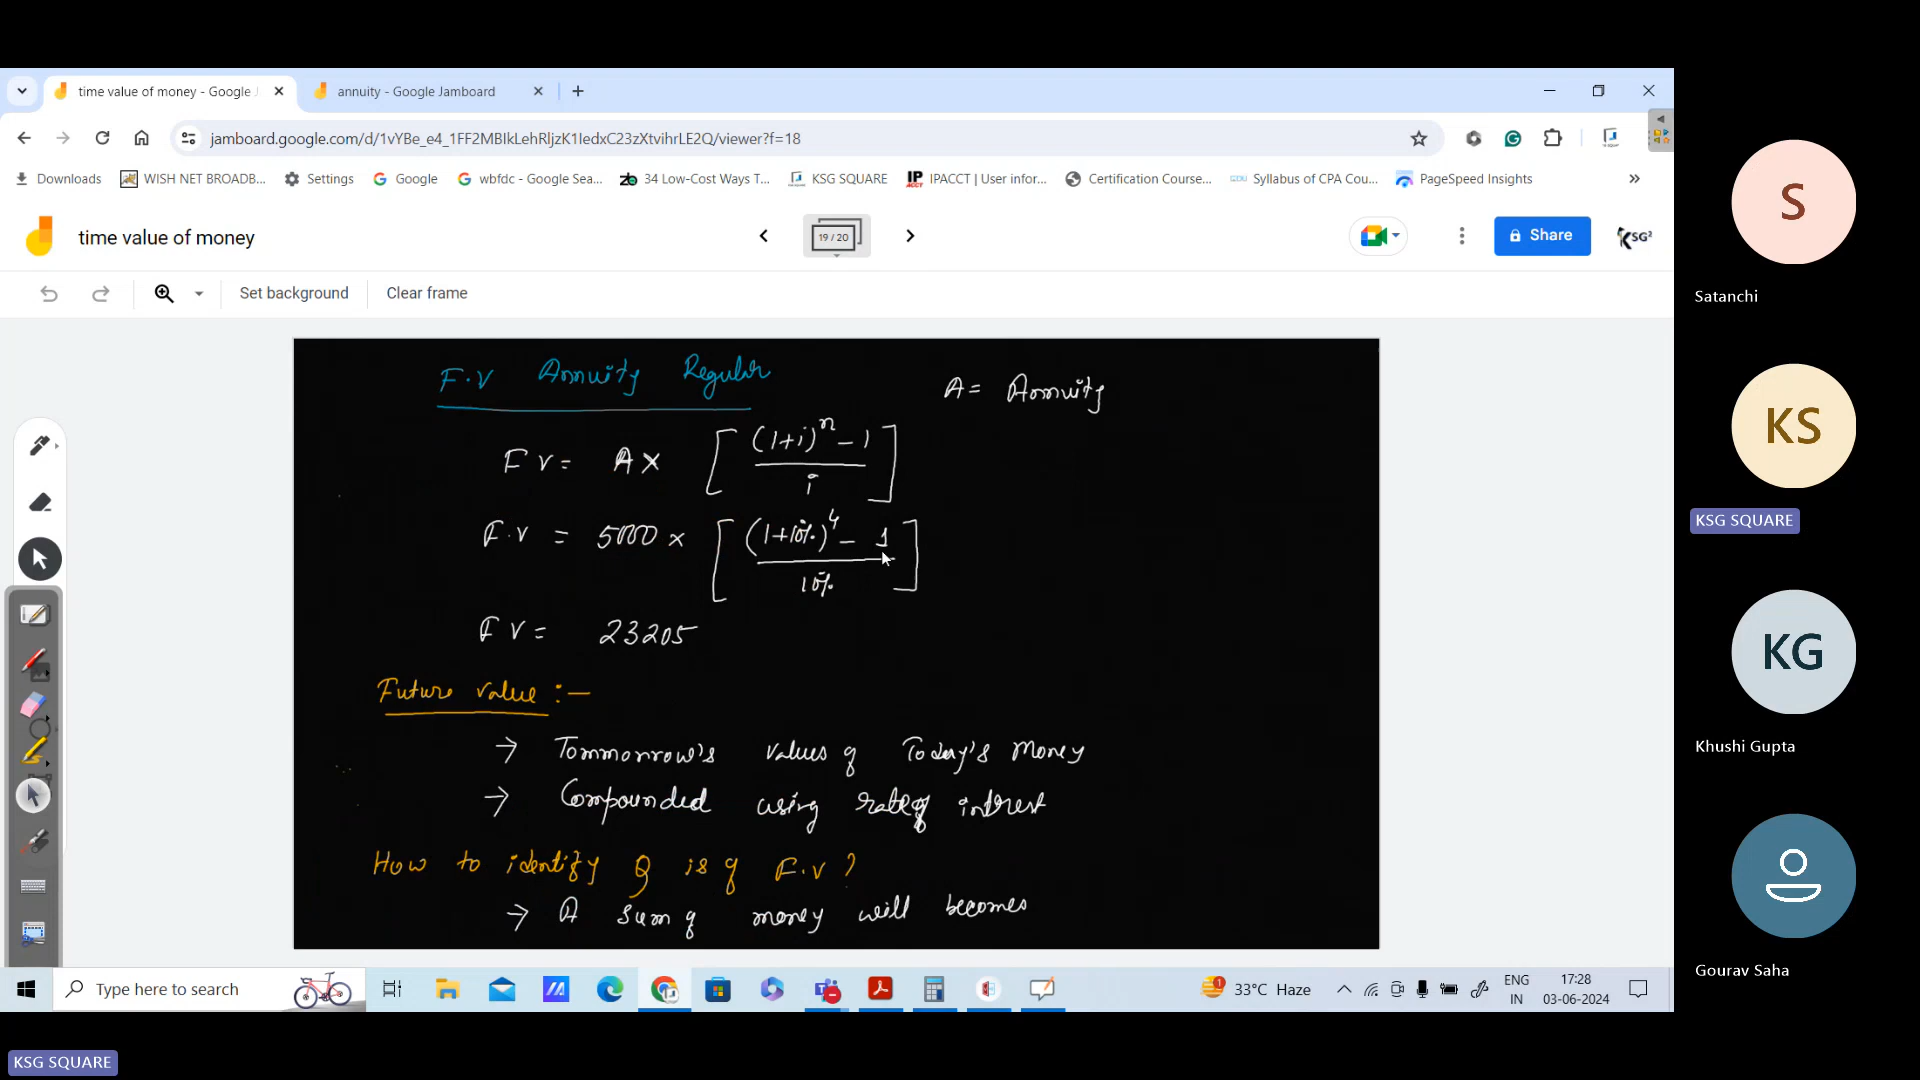 time value of money - Google J
annuity - Google Jamboard
jamboard.google.com/d/1vYBe_e4_1FF2MBIkLehRljzK1IedxC23zXtvihrLE2Q/viewer?f=18
Downloads WISH NET BROADB... Settings Google wbfdc - Google Sea... 34 Low-Cost Ways T... KSG SQUARE IPACCT | User infor... Certification Course... Syllabus of CPA Cou... PageSpeed Insights
time value of money
19 / 20
Share
KSG²
Set background Clear frame
F.V Annuity Regular
A = Annuity
FV = A × [ (1+i)^n - 1 / i ]
F.V = 5000 × [ (1+10%)^4 - 1 / 10% ]
FV = 23205
Future value :-
→ Tommorrow's values of Today's Money
→ Compounded using rate of interest
How to identify Q is of F.V ?
→ A sum of money will becomes
S
Satanchi
KS
KSG SQUARE
KG
Khushi Gupta
Gourav Saha
Type here to search
33°C Haze
ENG
IN
17:28
03-06-2024
KSG SQUARE